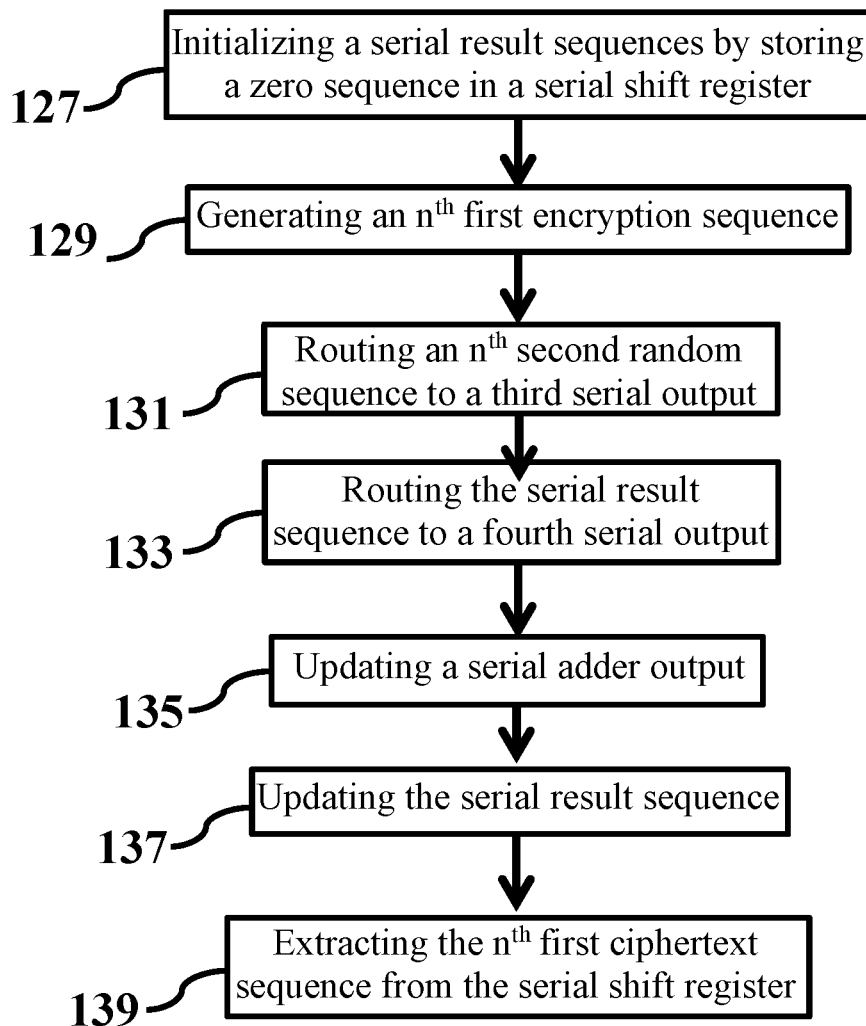 Initializing a serial result sequences by storing
a zero sequence in a serial shift register
127
Generating an nth first encryption sequence
129
Routing an nth second random
sequence to a third serial output
131
Routing the serial result
sequence to a fourth serial output
133
Updating a serial adder output
135
Updating the serial result sequence
137
Extracting the nth first ciphertext
sequence from the serial shift register
139